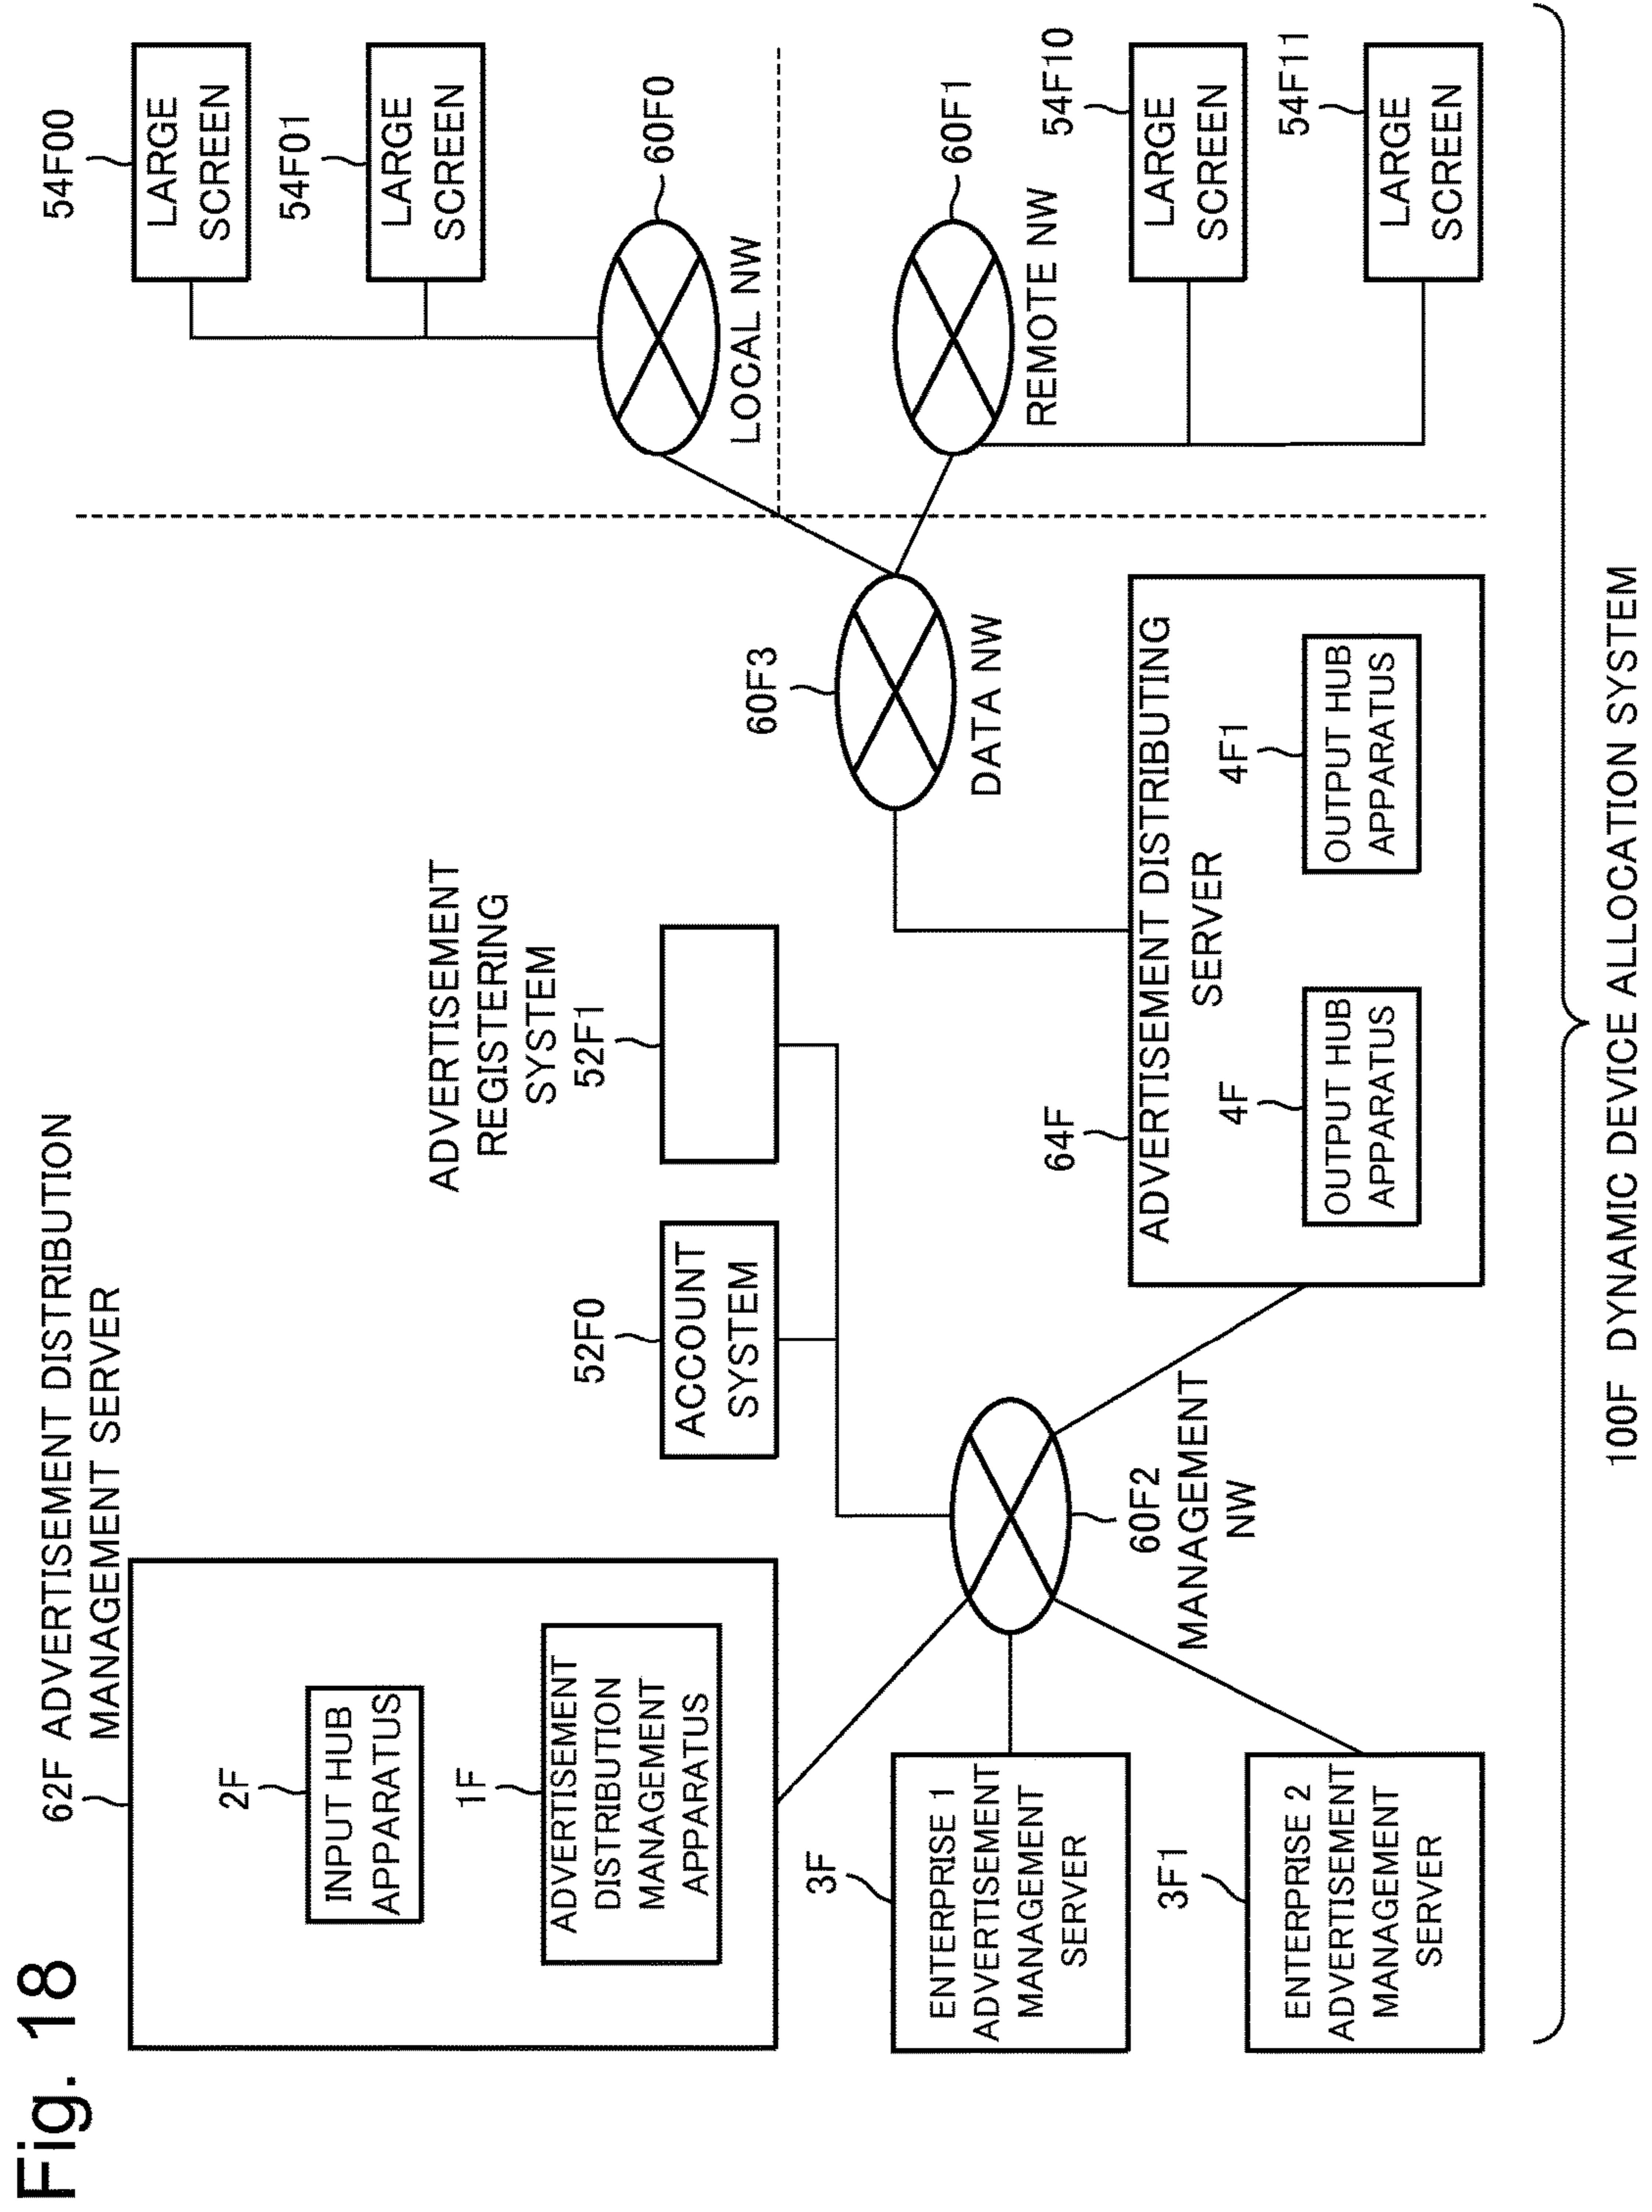 Fig. 18
62F ADVERTISEMENT DISTRIBUTION
MANAGEMENT SERVER
2F
INPUT HUB
APPARATUS
1F
ADVERTISEMENT
DISTRIBUTION
MANAGEMENT
APPARATUS
3F
ENTERPRISE 1
ADVERTISEMENT
MANAGEMENT
SERVER
3F1
ENTERPRISE 2
ADVERTISEMENT
MANAGEMENT
SERVER
52F0
ACCOUNT
SYSTEM
ADVERTISEMENT
REGISTERING
SYSTEM
52F1
60F2
MANAGEMENT
NW
64F
ADVERTISEMENT DISTRIBUTING
SERVER
4F
OUTPUT HUB
APPARATUS
4F1
OUTPUT HUB
APPARATUS
60F3
DATA NW
54F00
LARGE
SCREEN
54F01
LARGE
SCREEN
60F0
LOCAL NW
60F1
REMOTE NW
54F10
LARGE
SCREEN
54F11
LARGE
SCREEN
100F DYNAMIC DEVICE ALLOCATION SYSTEM